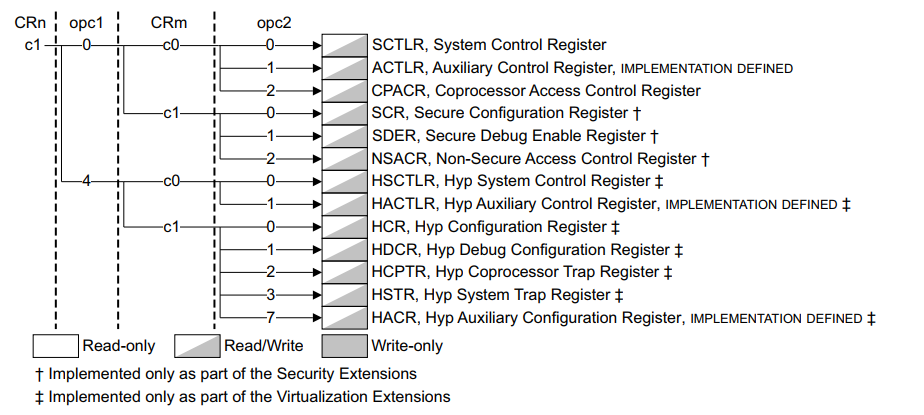 CRn opc1 CRm opc2
c1 0 c0 0 SCTLR, System Control Register
1 ACTLR, Auxiliary Control Register, IMPLEMENTATION DEFINED
2 CPACR, Coprocessor Access Control Register
c1 0 SCR, Secure Configuration Register †
1 SDER, Secure Debug Enable Register †
2 NSACR, Non-Secure Access Control Register †
4 c0 0 HSCTLR, Hyp System Control Register ‡
1 HACTLR, Hyp Auxiliary Control Register, IMPLEMENTATION DEFINED ‡
c1 0 HCR, Hyp Configuration Register ‡
1 HDCR, Hyp Debug Configuration Register ‡
2 HCPTR, Hyp Coprocessor Trap Register ‡
3 HSTR, Hyp System Trap Register ‡
7 HACR, Hyp Auxiliary Configuration Register, IMPLEMENTATION DEFINED ‡
Read-only Read/Write Write-only
† Implemented only as part of the Security Extensions
‡ Implemented only as part of the Virtualization Extensions